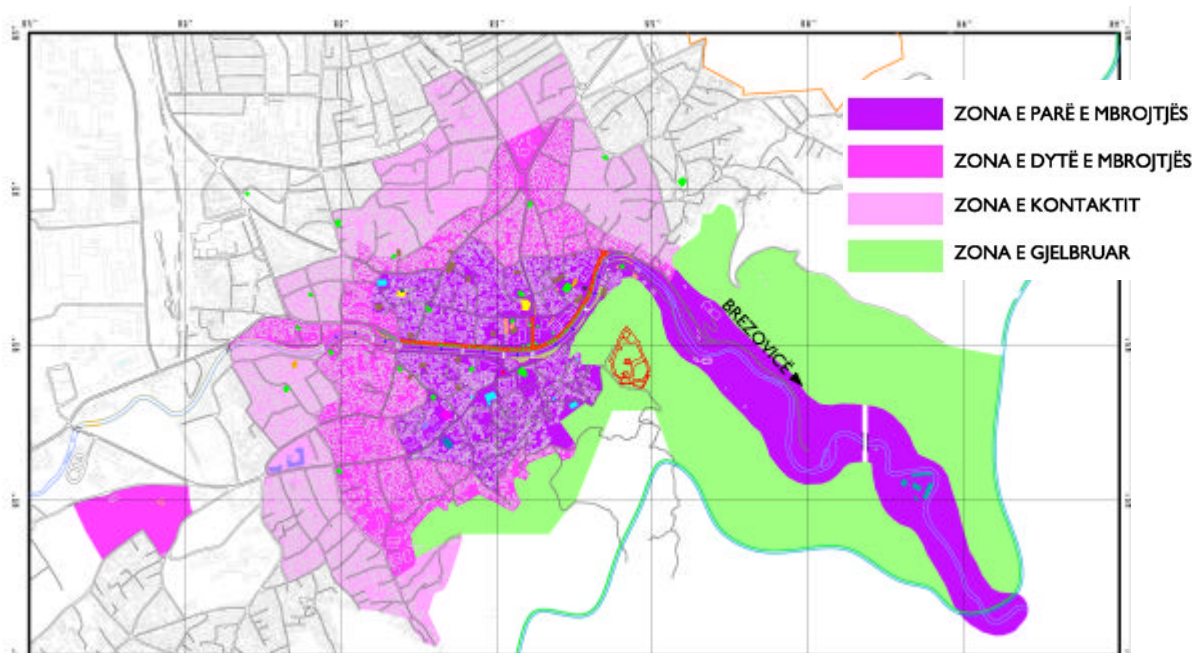 ZONA E PARË E MBROJTJËS
ZONA E DYTË E MBROJTJËS
ZONA E KONTAKTIT
ZONA E GJELBRUAR
BREZOVICË